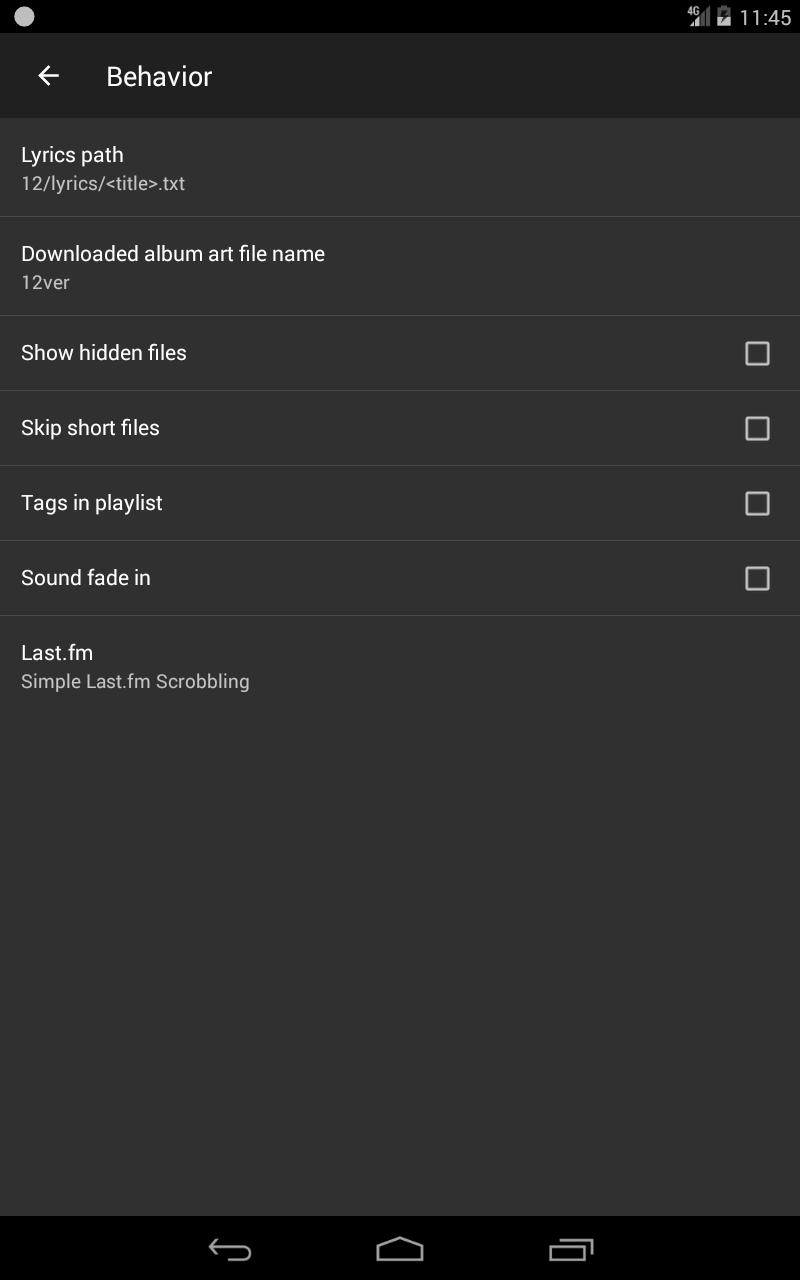 4G 11:45
Behavior
Lyrics path
12/lyrics/<title>.txt
Downloaded album art file name
12ver
Show hidden files
Skip short files
Tags in playlist
Sound fade in
Last.fm
Simple Last.fm Scrobbling